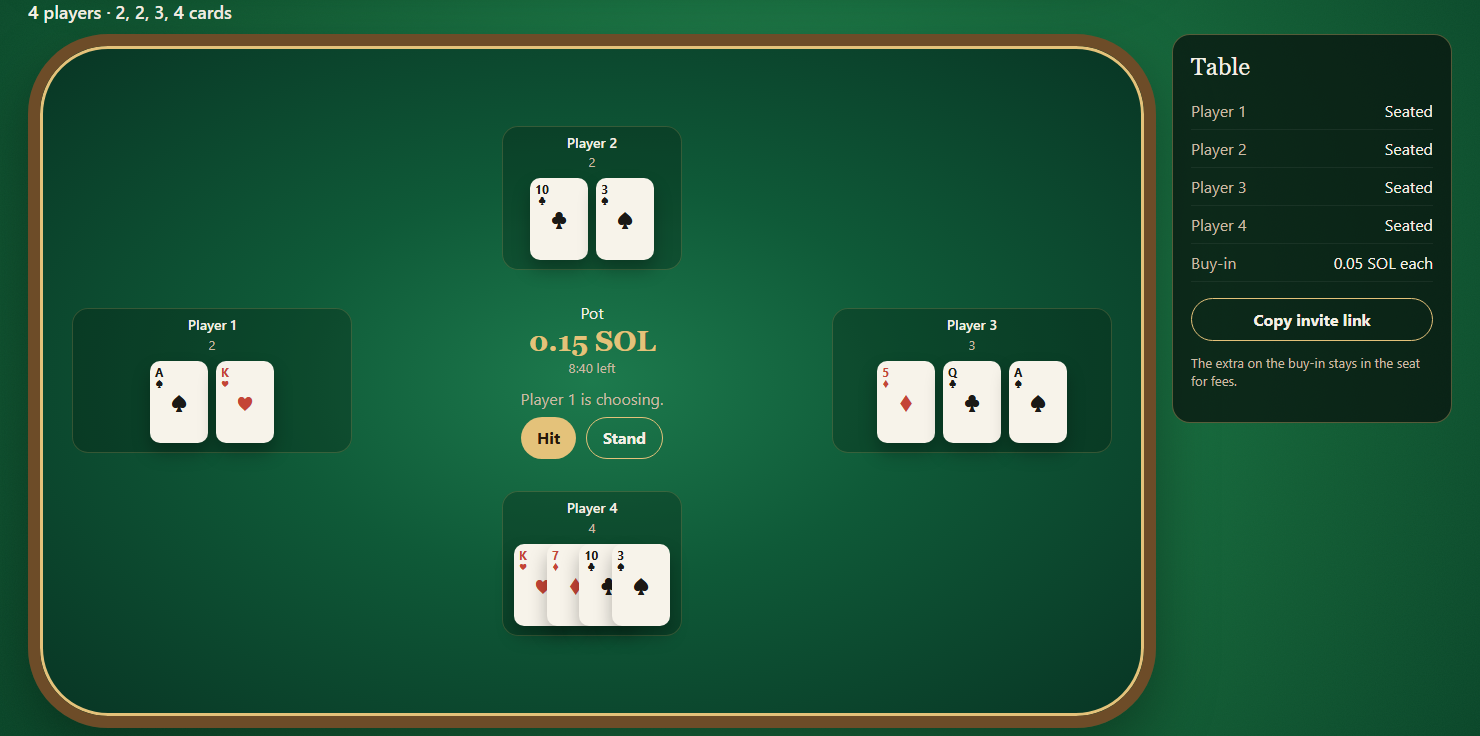 4 players · 2, 2, 3, 4 cards
Player 2
2
10
3
Player 1
2
A
K
Pot
0.15 SOL
8:40 left
Player 1 is choosing.
Hit
Stand
Player 3
3
5
Q
A
Player 4
4
K
7
10
3
Table
Player 1 Seated
Player 2 Seated
Player 3 Seated
Player 4 Seated
Buy-in 0.05 SOL each
Copy invite link
The extra on the buy-in stays in the seat
for fees.